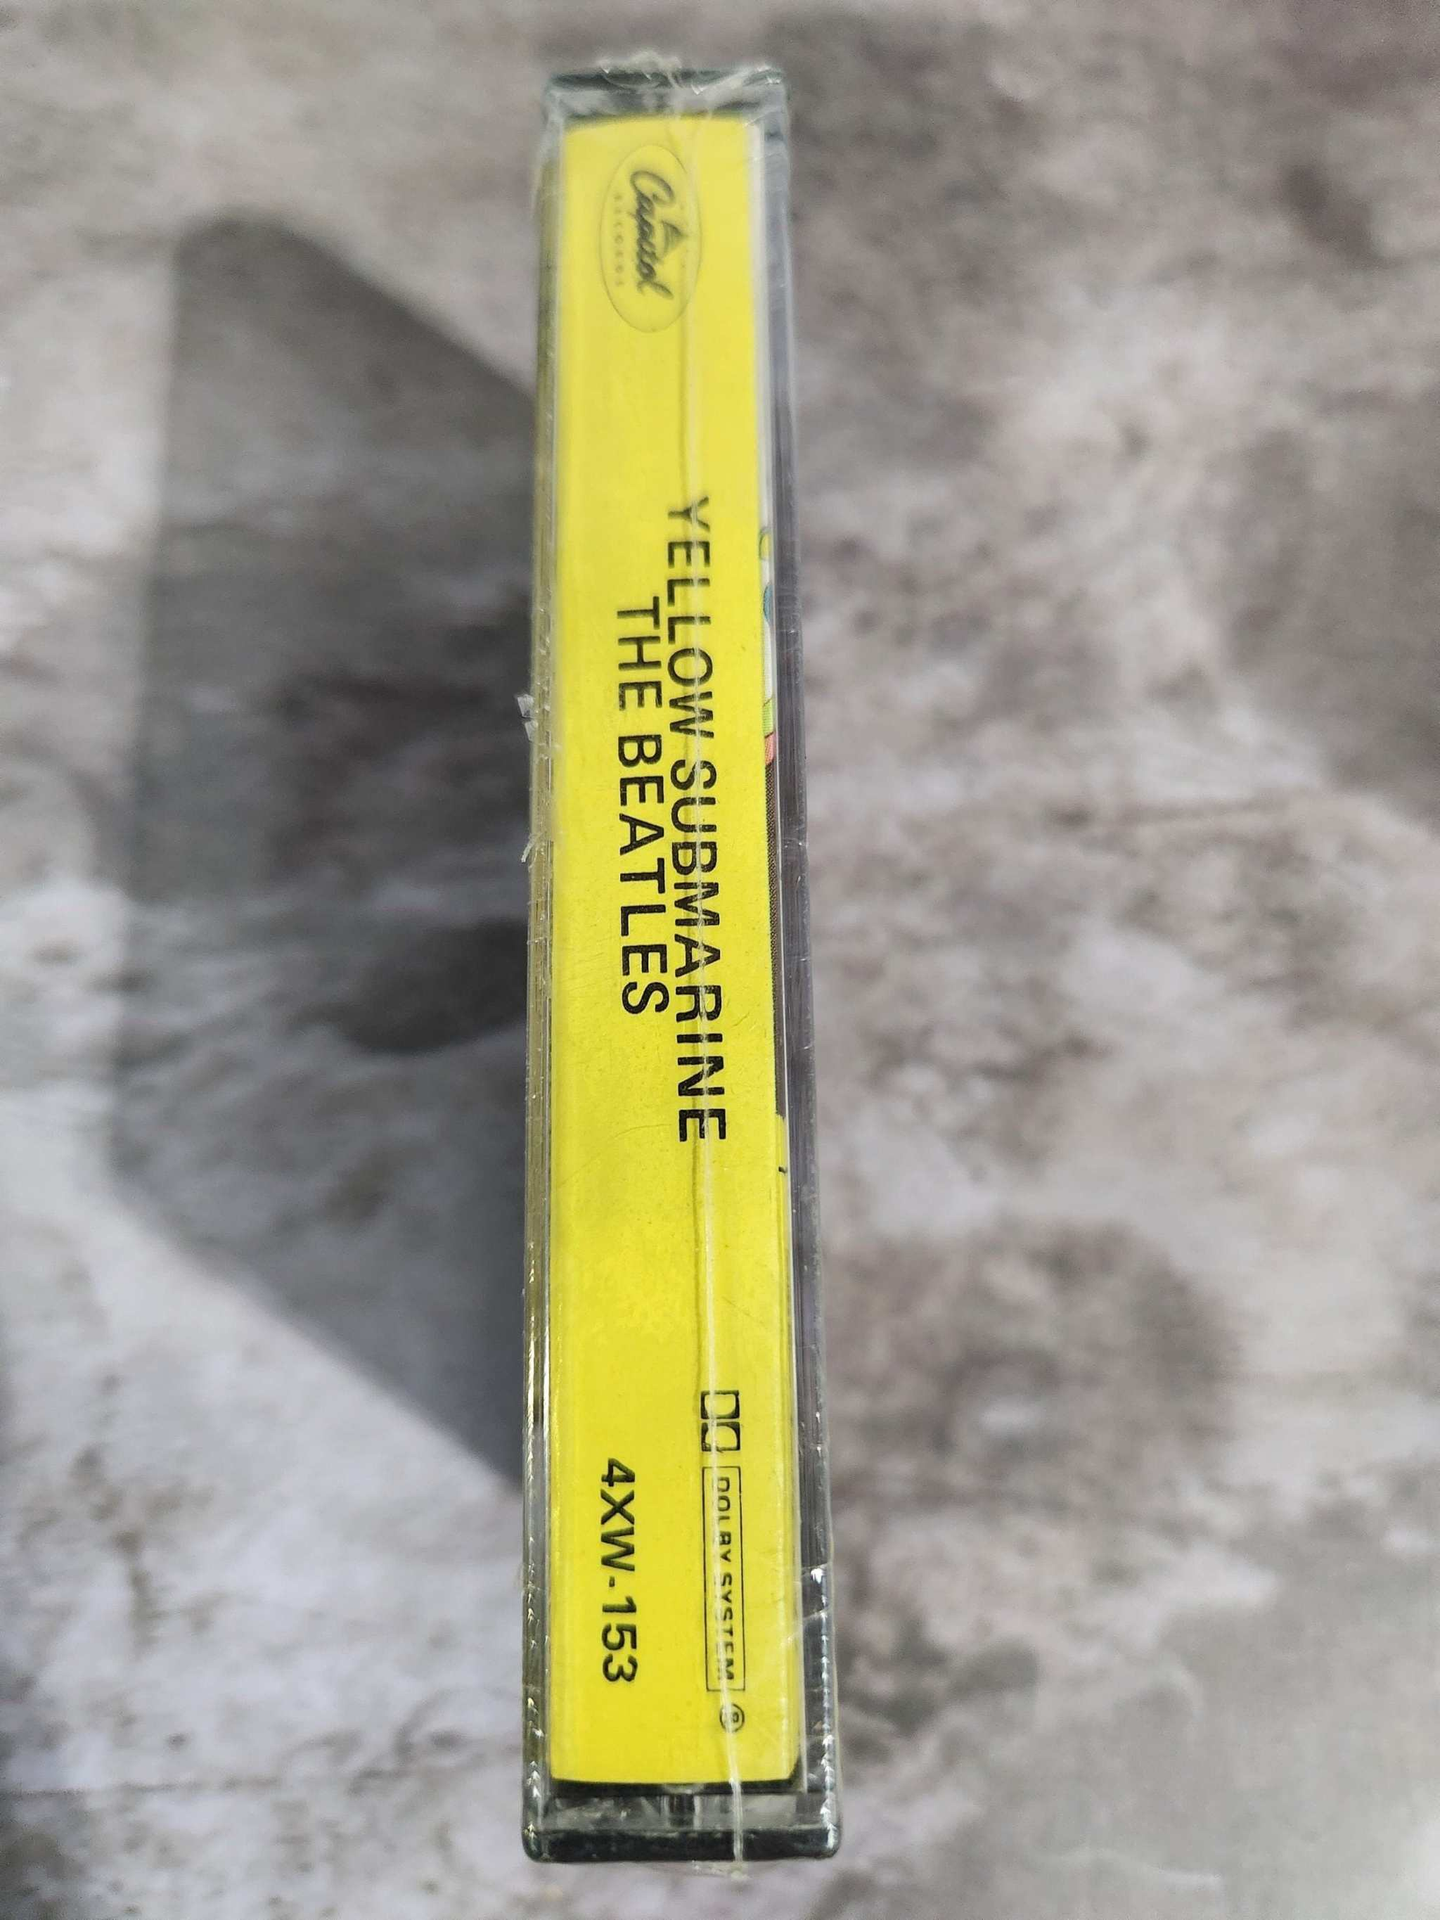 Capitol
RECORDS
YELLOW SUBMARINE
THE BEATLES
DOLBY SYSTEM ®
4XW-153